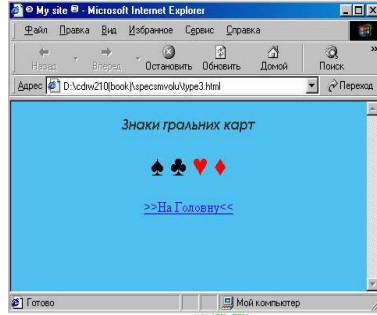 My site - Microsoft Internet Explorer
Файл Правка Вид Избранное Сервис Справка
Назад Вперед Остановить Обновить Домой Поиск »
Адрес D:\cdrw210(book)\specsmvolu\type3.html Переход
Знаки гральних карт
♠ ♣ ♥ ♦
>>На Головну<<
Готово Мой компьютер